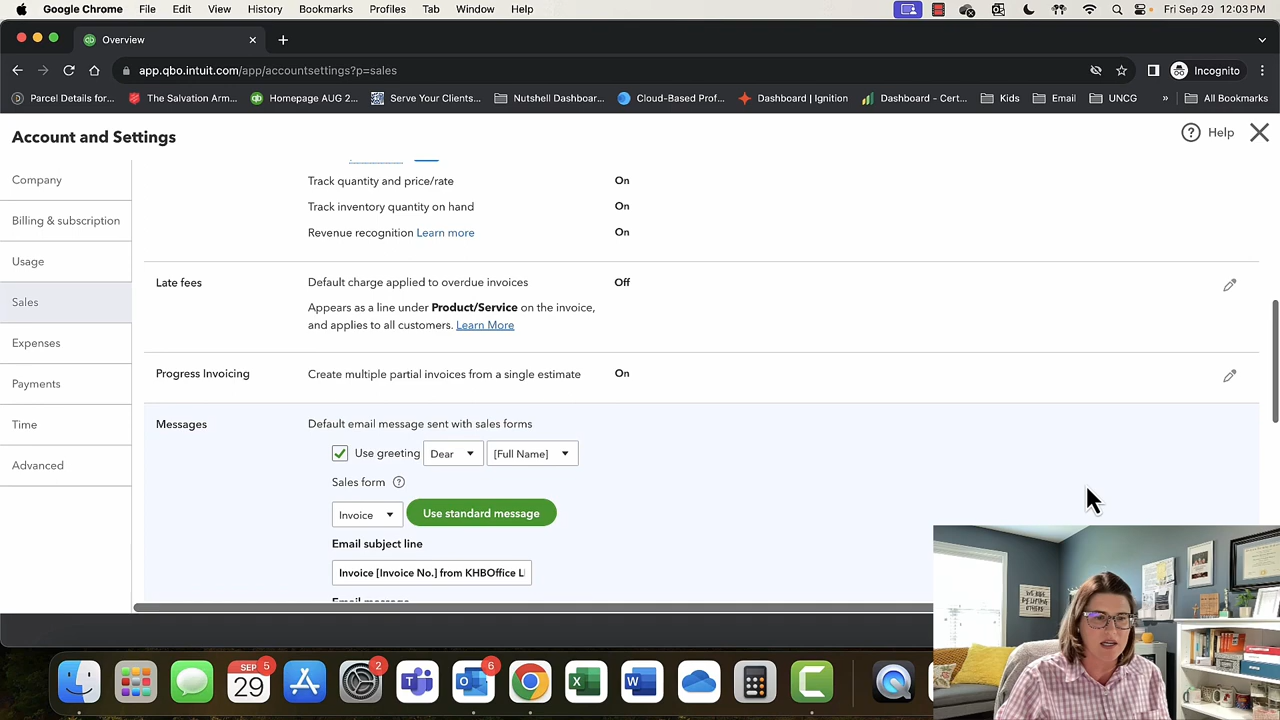 Google Chrome File Edit View History Bookmarks Profiles Tab Window Help Fri Sep 29 12:03 PM
Overview
app.qbo.intuit.com/app/accountsettings?p=sales Incognito
Parcel Details for... The Salvation Arm... Homepage AUG 2... Serve Your Clients... Nutshell Dashboar... Cloud-Based Prof... Dashboard | Ignition Dashboard - Cert... Kids Email UNCG » All Bookmarks
Account and Settings Help
Company
Billing & subscription
Usage
Sales
Expenses
Payments
Time
Advanced
Track quantity and price/rate On
Track inventory quantity on hand On
Revenue recognition Learn more On
Late fees Default charge applied to overdue invoices Off
Appears as a line under Product/Service on the invoice,
and applies to all customers. Learn More
Progress Invoicing Create multiple partial invoices from a single estimate On
Messages Default email message sent with sales forms
Use greeting Dear [Full Name]
Sales form
Invoice Use standard message
Email subject line
Invoice [Invoice No.] from KHBOffice L
Email message
SEP 5
29
2
6